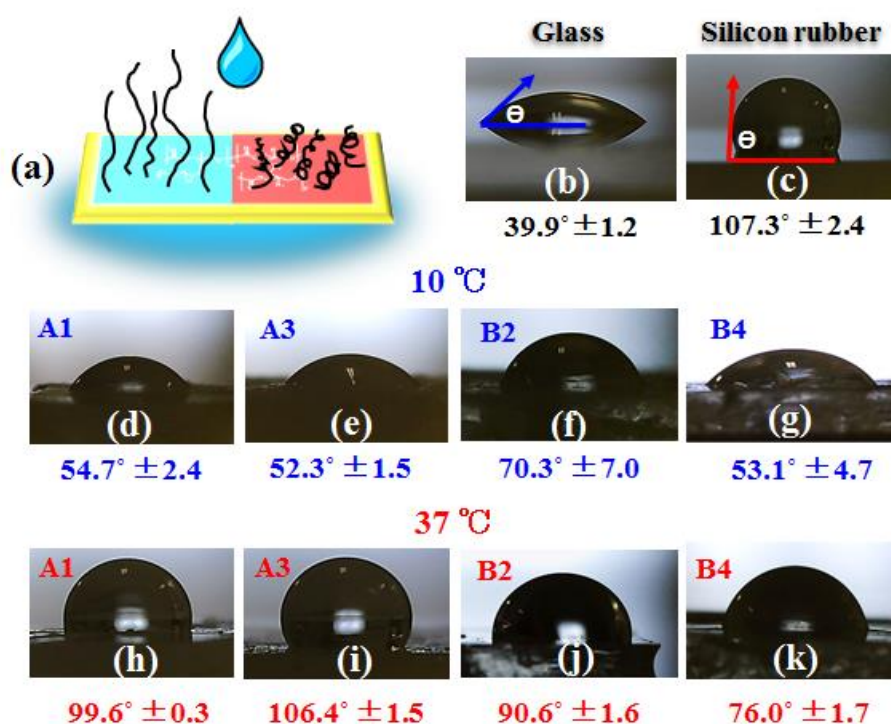 Glass
Silicon rubber
(a)
θ
(b)
θ
(c)
39.9° ±1.2
107.3° ±2.4
10 ℃
A1
A3
B2
B4
(d)
(e)
(f)
(g)
54.7° ±2.4
52.3° ±1.5
70.3° ±7.0
53.1° ±4.7
37 ℃
A1
A3
B2
B4
(h)
(i)
(j)
(k)
99.6° ±0.3
106.4° ±1.5
90.6° ±1.6
76.0° ±1.7